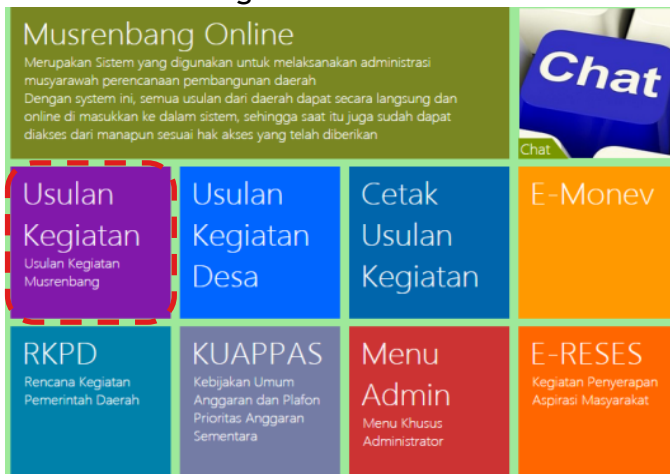 Musrenbang Online
Merupakan Sistem yang digunakan untuk melaksanakan administrasi
musyarawah perencanaan pembangunan daerah
Dengan system ini, semua usulan dari daerah dapat secara langsung dan
online di masukkan ke dalam sistem, sehingga saat itu juga sudah dapat
diakses dari manapun sesuai hak akses yang telah diberikan
Chat
Chat
Usulan
Kegiatan
Usulan Kegiatan
Musrenbang
Usulan
Kegiatan
Desa
Cetak
Usulan
Kegiatan
E-Monev
RKPD
Rencana Kegiatan
Pemerintah Daerah
KUAPPAS
Kebijakan Umum
Anggaran dan Plafon
Prioritas Anggaran
Sementara
Menu
Admin
Menu Khusus
Administrator
E-RESES
Kegiatan Penyerapan
Aspirasi Masyarakat